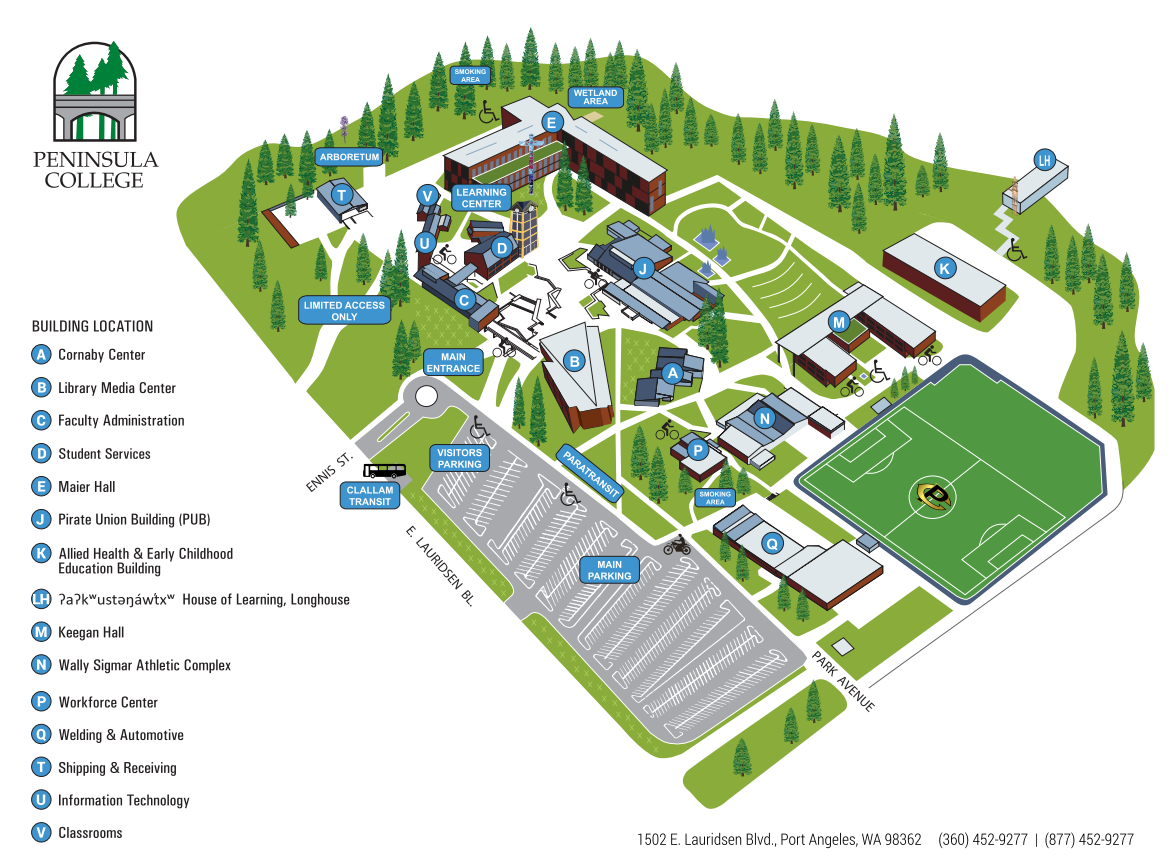 PENINSULA
COLLEGE
SMOKING
AREA
WETLAND
AREA
E
ARBORETUM
LH
T
V
LEARNING
CENTER
U
D
J
K
C
LIMITED ACCESS
ONLY
M
MAIN
ENTRANCE
B
A
N
P
VISITORS
PARKING
PARATRANSIT
ENNIS ST.
CLALLAM
TRANSIT
SMOKING
AREA
E. LAURIDSEN BL.
Q
MAIN
PARKING
PARK AVENUE
BUILDING LOCATION
A Cornaby Center
B Library Media Center
C Faculty Administration
D Student Services
E Maier Hall
J Pirate Union Building (PUB)
K Allied Health & Early Childhood
Education Building
LH ʔaʔkʷustəŋáw̓txʷ House of Learning, Longhouse
M Keegan Hall
N Wally Sigmar Athletic Complex
P Workforce Center
Q Welding & Automotive
T Shipping & Receiving
U Information Technology
V Classrooms
1502 E. Lauridsen Blvd., Port Angeles, WA 98362 (360) 452-9277 | (877) 452-9277